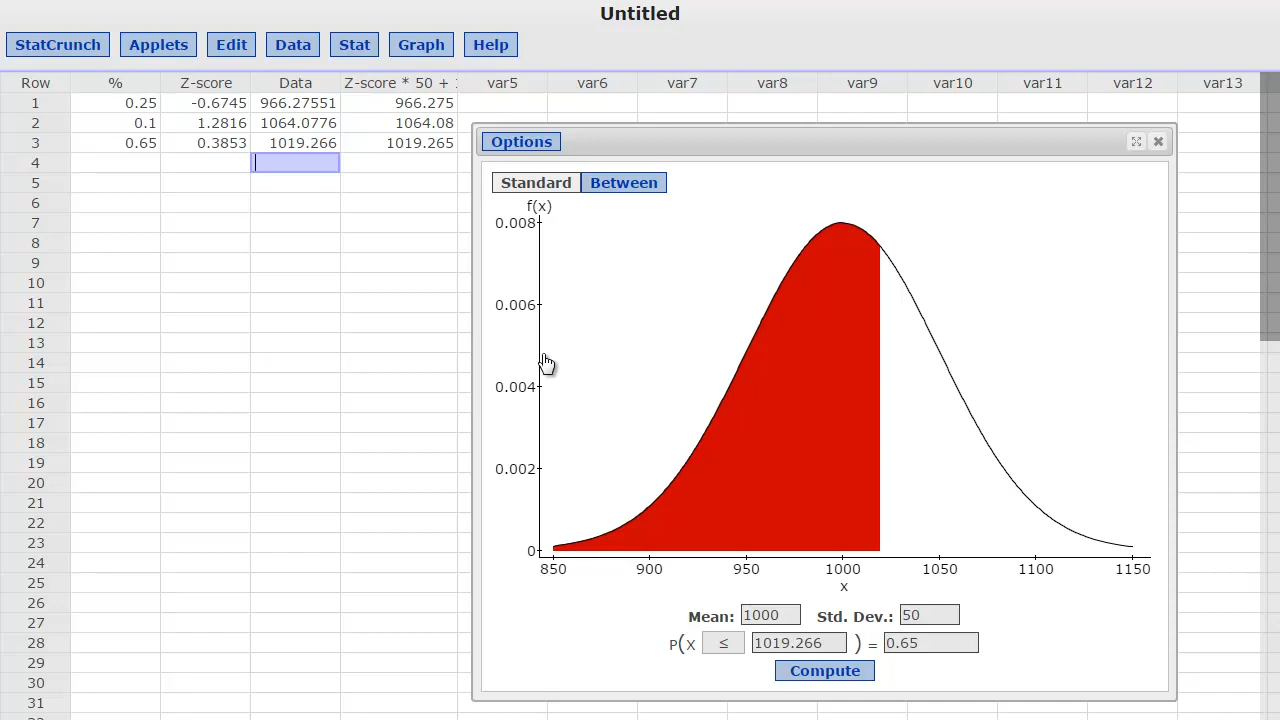 Untitled
StatCrunch Applets Edit Data Stat Graph Help
Row % Z-score Data Z-score * 50 + var5 var6 var7 var8 var9 var10 var11 var12 var13
1 0.25 -0.6745 966.27551 966.275
2 0.1 1.2816 1064.0776 1064.08
3 0.65 0.3853 1019.266 1019.265
4
5
6
7
8
9
10
11
12
13
14
15
16
17
18
19
20
21
22
23
24
25
26
27
28
29
30
31
Options
Standard Between
f(x)
0.008
0.006
0.004
0.002
0
850 900 950 1000 1050 1100 1150
x
Mean: 1000 Std. Dev.: 50
P(X ≤ 1019.266 ) = 0.65
Compute